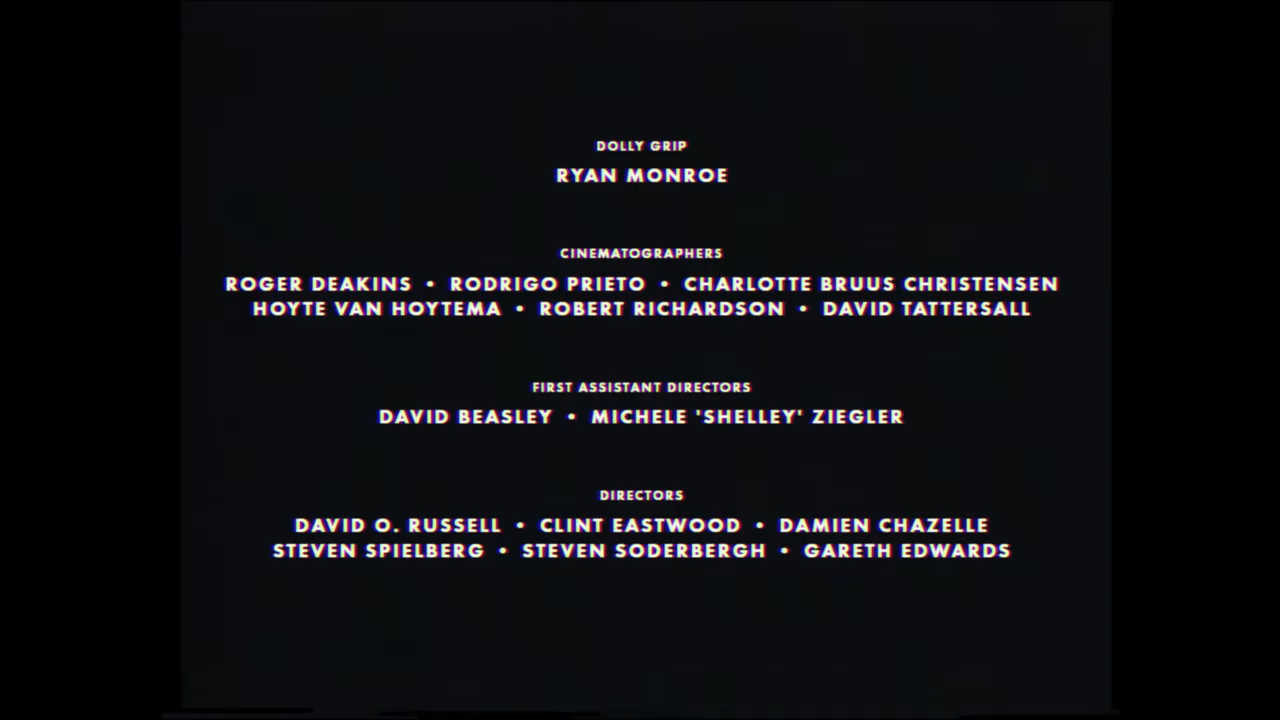 DOLLY GRIP
RYAN MONROE
CINEMATOGRAPHERS
ROGER DEAKINS • RODRIGO PRIETO • CHARLOTTE BRUUS CHRISTENSEN
HOYTE VAN HOYTEMA • ROBERT RICHARDSON • DAVID TATTERSALL
FIRST ASSISTANT DIRECTORS
DAVID BEASLEY • MICHELE 'SHELLEY' ZIEGLER
DIRECTORS
DAVID O. RUSSELL • CLINT EASTWOOD • DAMIEN CHAZELLE
STEVEN SPIELBERG • STEVEN SODERBERGH • GARETH EDWARDS